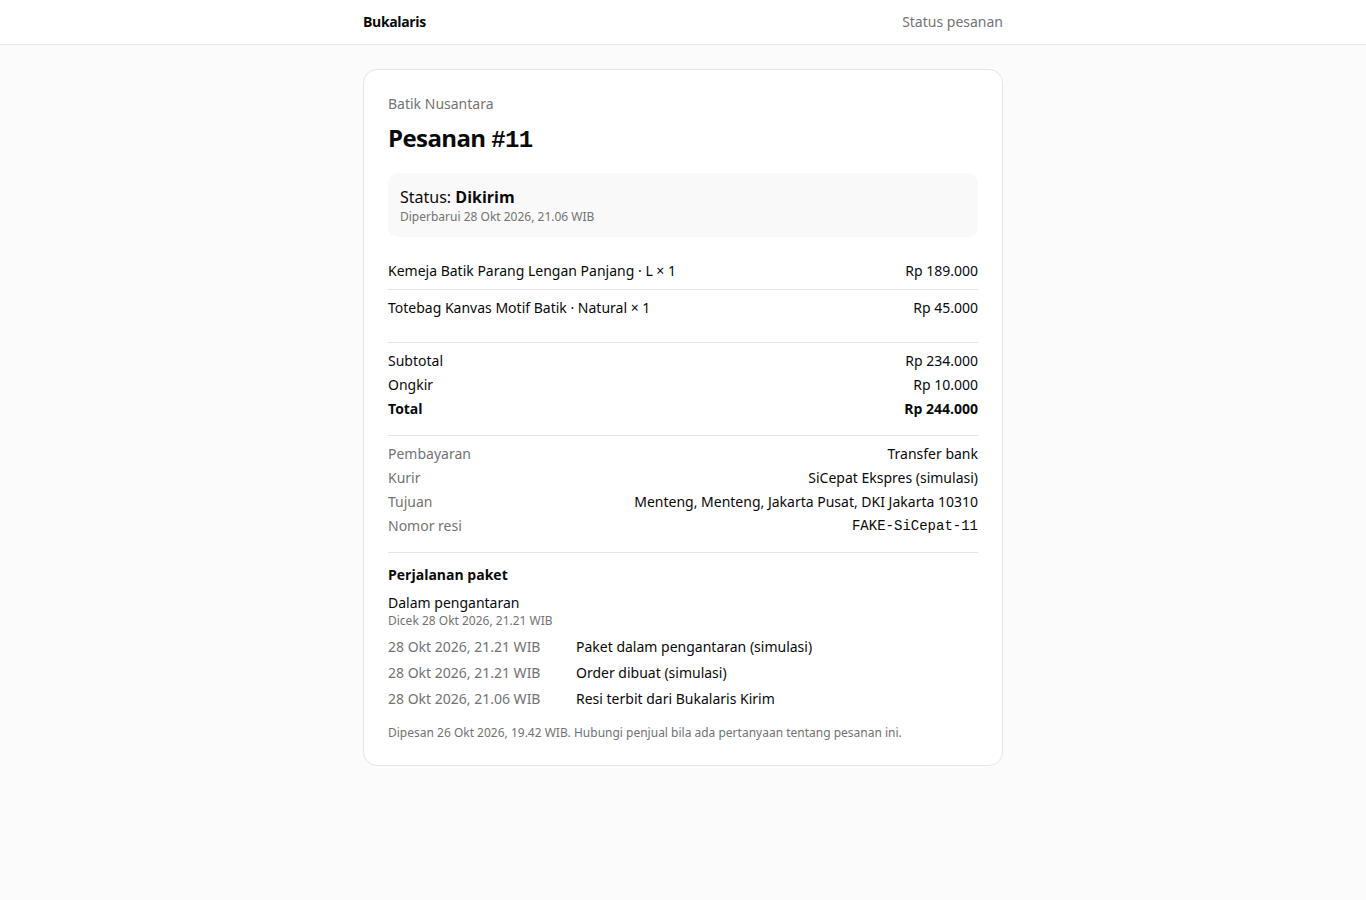 Bukalaris
Status pesanan
Batik Nusantara
Pesanan #11
Status: Dikirim
Diperbarui 28 Okt 2026, 21.06 WIB
Kemeja Batik Parang Lengan Panjang · L × 1 Rp 189.000
Totebag Kanvas Motif Batik · Natural × 1 Rp 45.000
Subtotal Rp 234.000
Ongkir Rp 10.000
Total Rp 244.000
Pembayaran Transfer bank
Kurir SiCepat Ekspres (simulasi)
Tujuan Menteng, Menteng, Jakarta Pusat, DKI Jakarta 10310
Nomor resi FAKE-SiCepat-11
Perjalanan paket
Dalam pengantaran
Dicek 28 Okt 2026, 21.21 WIB
28 Okt 2026, 21.21 WIB Paket dalam pengantaran (simulasi)
28 Okt 2026, 21.21 WIB Order dibuat (simulasi)
28 Okt 2026, 21.06 WIB Resi terbit dari Bukalaris Kirim
Dipesan 26 Okt 2026, 19.42 WIB. Hubungi penjual bila ada pertanyaan tentang pesanan ini.